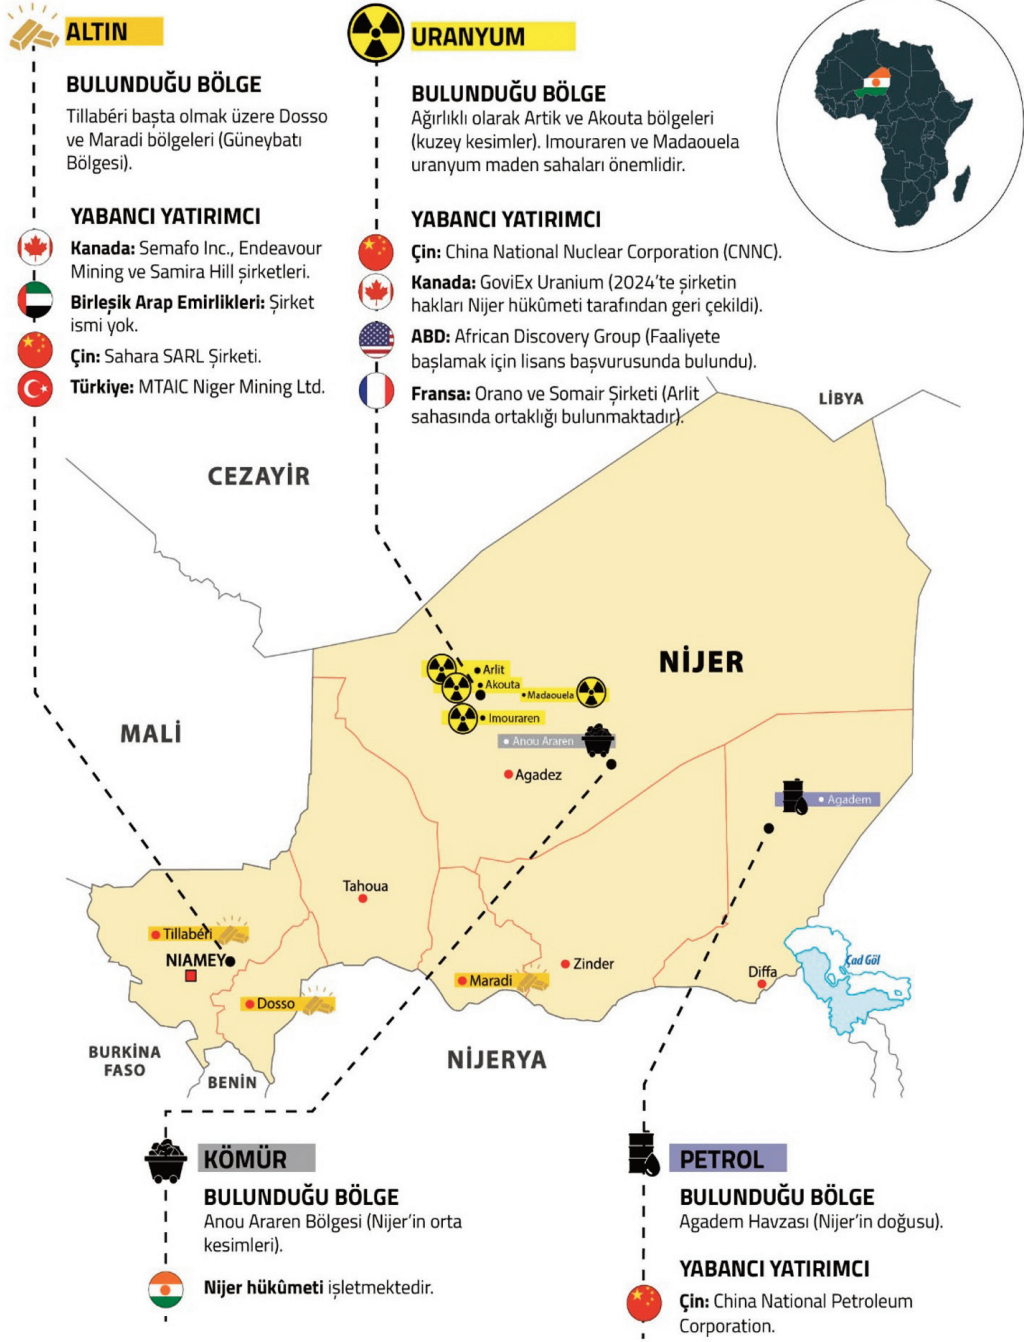 ALTIN
BULUNDUĞU BÖLGE
Tillabéri başta olmak üzere Dosso
ve Maradi bölgeleri (Güneybatı
Bölgesi).
YABANCI YATIRIMCI
Kanada: Semafo Inc., Endeavour
Mining ve Samira Hill şirketleri.
Birleşik Arap Emirlikleri: Şirket
ismi yok.
Çin: Sahara SARL Şirketi.
Türkiye: MTAIC Niger Mining Ltd.
URANYUM
BULUNDUĞU BÖLGE
Ağırlıklı olarak Artik ve Akouta bölgeleri
(kuzey kesimler). Imouraren ve Madaouela
uranyum maden sahaları önemlidir.
YABANCI YATIRIMCI
Çin: China National Nuclear Corporation (CNNC).
Kanada: GoviEx Uranium (2024'te şirketin
hakları Nijer hükûmeti tarafından geri çekildi).
ABD: African Discovery Group (Faaliyete
başlamak için lisans başvurusunda bulundu).
Fransa: Orano ve Somair Şirketi (Arlit
sahasında ortaklığı bulunmaktadır).
LİBYA
CEZAYİR
NİJER
Arlit
Akouta
Madaouela
Imouraren
MALİ
Anou Araren
Agadez
Agadem
Tahoua
Tillabéri
NIAMEY
Dosso
Maradi
Zinder
Diffa
Çad Göl
BURKİNA
FASO
BENİN
NİJERYA
KÖMÜR
BULUNDUĞU BÖLGE
Anou Araren Bölgesi (Nijer'in orta
kesimleri).
Nijer hükûmeti işletmektedir.
PETROL
BULUNDUĞU BÖLGE
Agadem Havzası (Nijer'in doğusu).
YABANCI YATIRIMCI
Çin: China National Petroleum
Corporation.